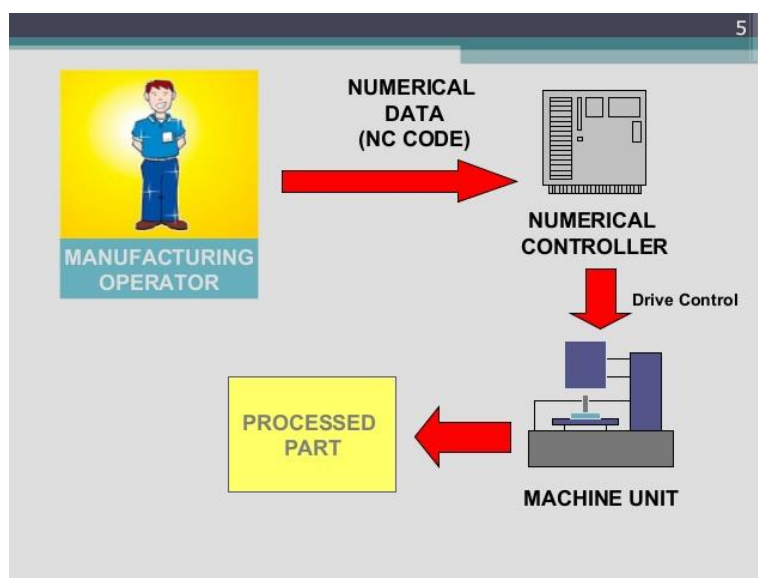 5
NUMERICAL
DATA
(NC CODE)
NUMERICAL
CONTROLLER
MANUFACTURING
OPERATOR
Drive Control
PROCESSED
PART
MACHINE UNIT